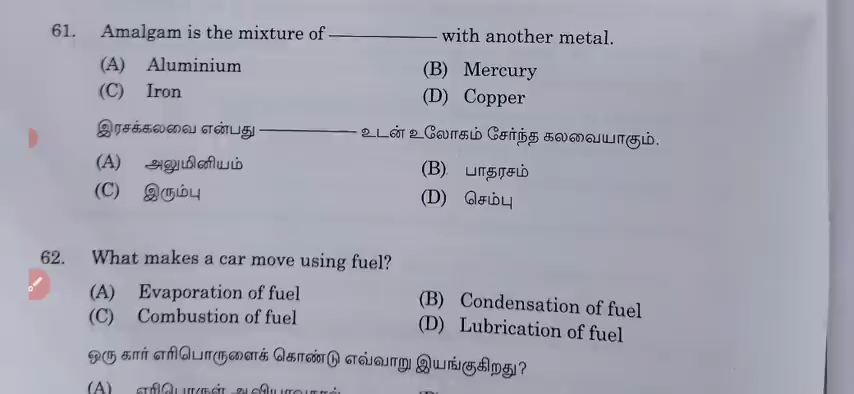 61. Amalgam is the mixture of ———— with another metal.
(A) Aluminium (B) Mercury
(C) Iron (D) Copper
இரசக்கலவை என்பது ———— உடன் உலோகம் சேர்ந்த கலவையாகும்.
(A) அலுமினியம் (B) பாதரசம்
(C) இரும்பு (D) செம்பு
62. What makes a car move using fuel?
(A) Evaporation of fuel (B) Condensation of fuel
(C) Combustion of fuel (D) Lubrication of fuel
ஒரு கார் எரிபொருளைக் கொண்டு எவ்வாறு இயங்குகிறது?
(A) எரிபொருள்